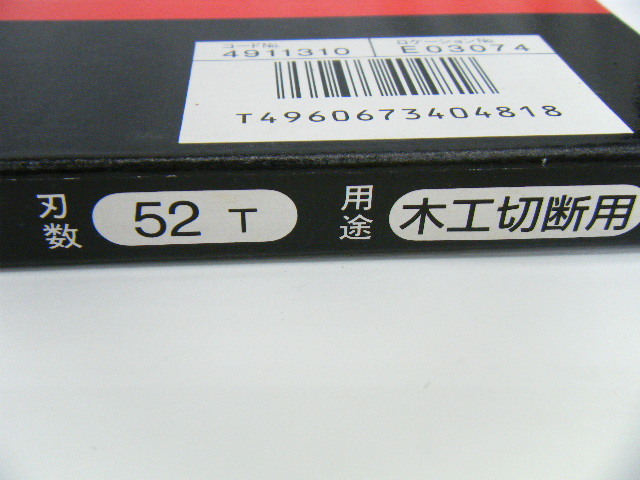 コードNo. ロケーションNo.
4911310 E03074
T4960673404818
刃数 52 T 用途 木工切断用